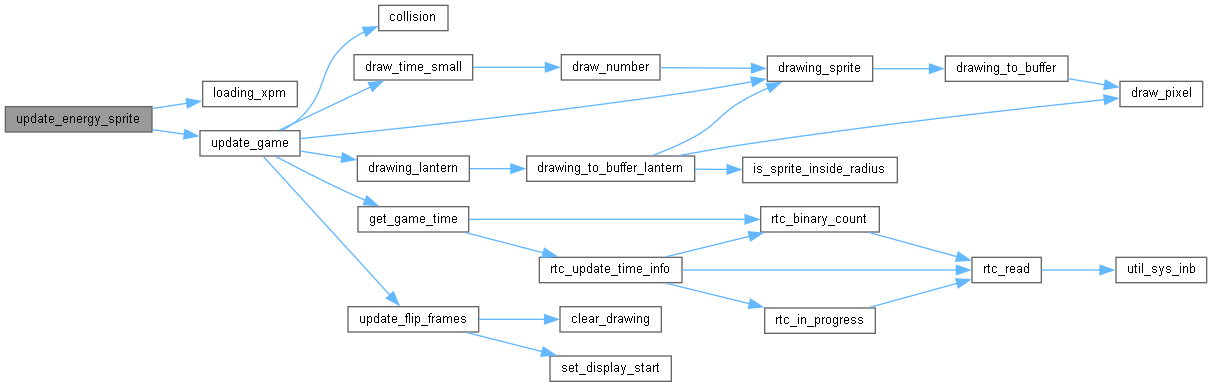 update_energy_sprite
loading_xpm
update_game
collision
draw_time_small
drawing_lantern
get_game_time
update_flip_frames
draw_number
drawing_to_buffer_lantern
rtc_update_time_info
clear_drawing
set_display_start
drawing_sprite
is_sprite_inside_radius
rtc_binary_count
rtc_in_progress
drawing_to_buffer
rtc_read
draw_pixel
util_sys_inb